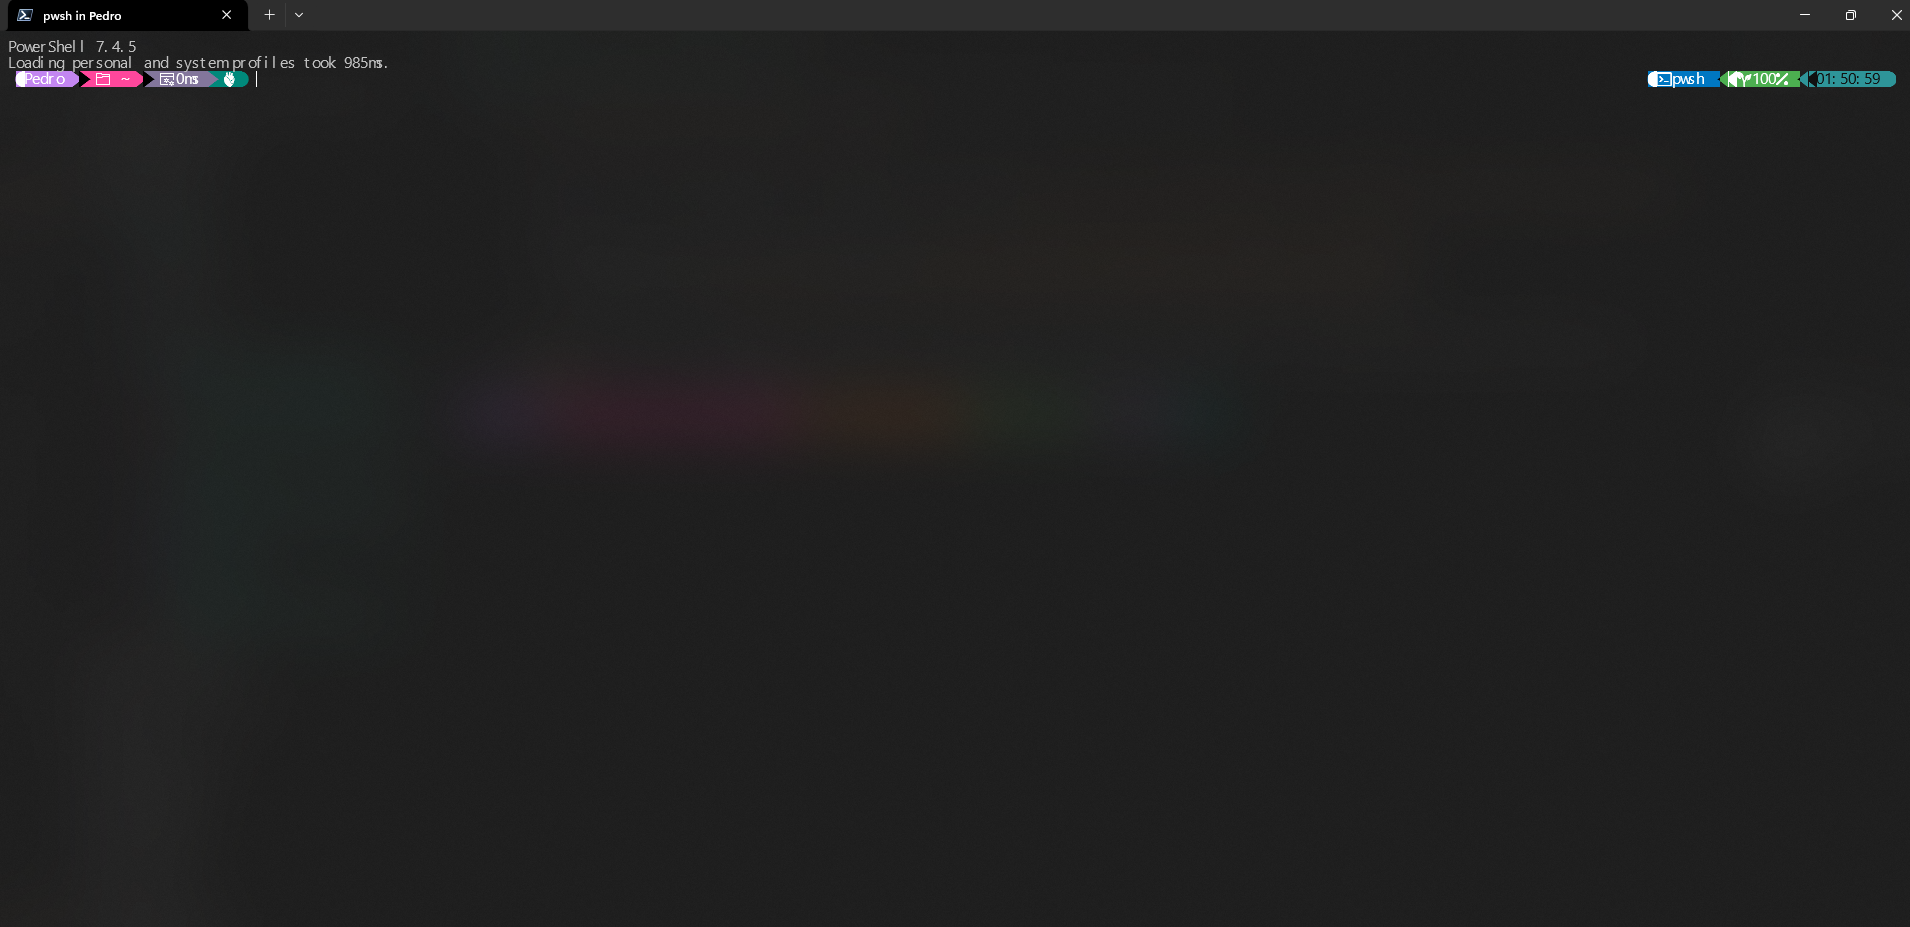 pwsh in Pedro
PowerShell 7.4.5
Loading personal and system profiles took 985ms.
Pedro ~ 0ms pwsh 100% 01:50:59